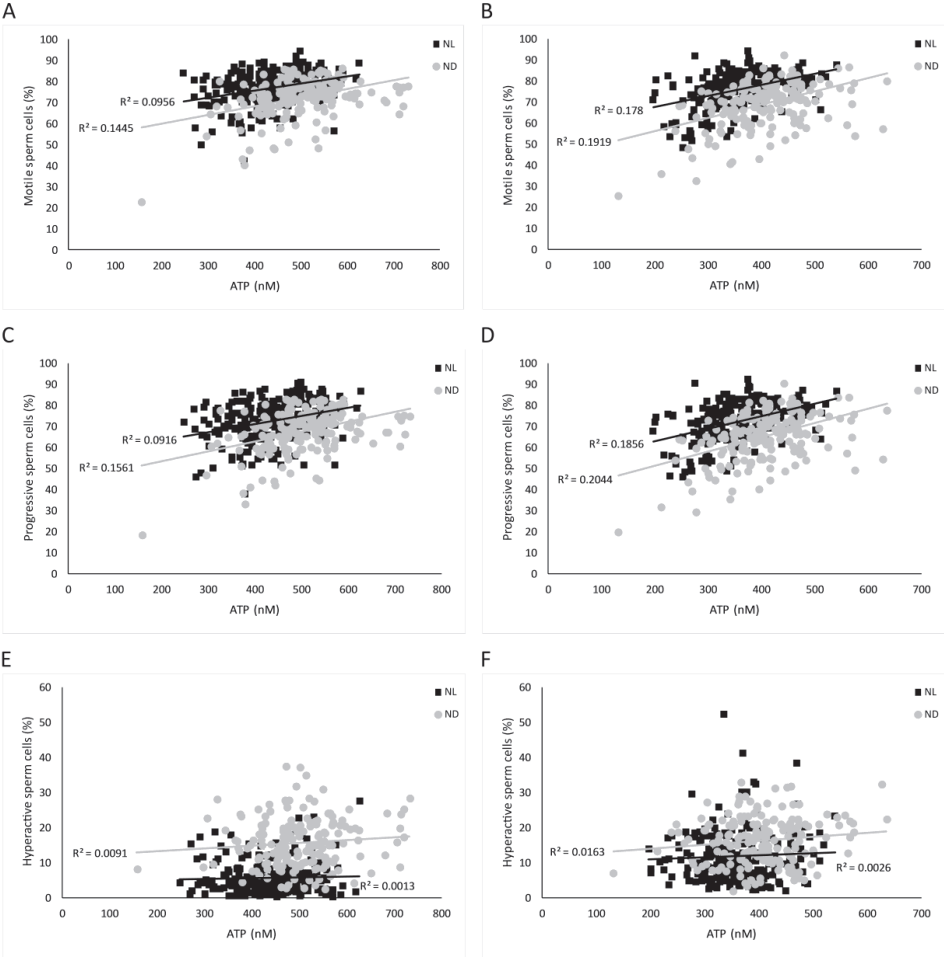 A
100
90
80
70
60
50
40
30
20
10
0
Motile sperm cells (%)
R² = 0.0956
R² = 0.1445
NL
ND
0 100 200 300 400 500 600 700 800
ATP (nM)
B
100
90
80
70
60
50
40
30
20
10
0
Motile sperm cells (%)
R² = 0.178
R² = 0.1919
NL
ND
0 100 200 300 400 500 600 700
ATP (nM)
C
100
90
80
70
60
50
40
30
20
10
0
Progressive sperm cells (%)
R² = 0.0916
R² = 0.1561
NL
ND
0 100 200 300 400 500 600 700 800
ATP (nM)
D
100
90
80
70
60
50
40
30
20
10
0
Progressive sperm cells (%)
R² = 0.1856
R² = 0.2044
NL
ND
0 100 200 300 400 500 600 700
ATP (nM)
E
60
50
40
30
20
10
0
Hyperactive sperm cells (%)
R² = 0.0091
R² = 0.0013
NL
ND
0 100 200 300 400 500 600 700 800
ATP (nM)
F
60
50
40
30
20
10
0
Hyperactive sperm cells (%)
R² = 0.0163
R² = 0.0026
NL
ND
0 100 200 300 400 500 600 700
ATP (nM)